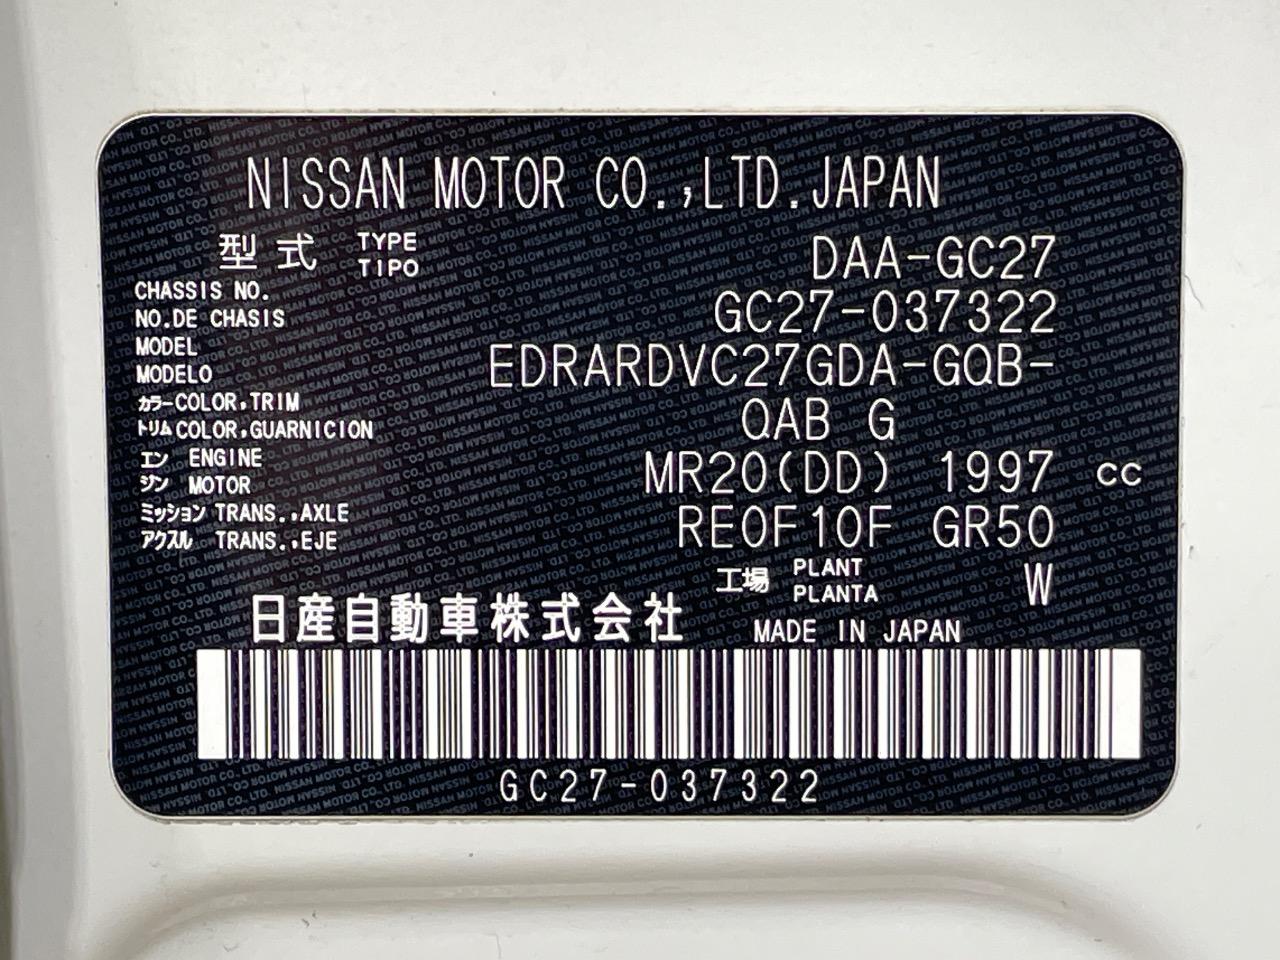 NISSAN MOTOR CO.,LTD.JAPAN
型式 TYPE TIPO DAA-GC27
CHASSIS NO.
NO.DE CHASIS GC27-037322
MODEL
MODELO EDRARDVC27GDA-GQB-
カラー COLOR,TRIM
トリム COLOR,GUARNICION QAB G
エン ENGINE
ジン MOTOR MR20(DD) 1997 cc
ミッション TRANS.,AXLE
アクスル TRANS.,EJE RE0F10F GR50
工場 PLANT PLANTA W
日産自動車株式会社 MADE IN JAPAN
GC27-037322